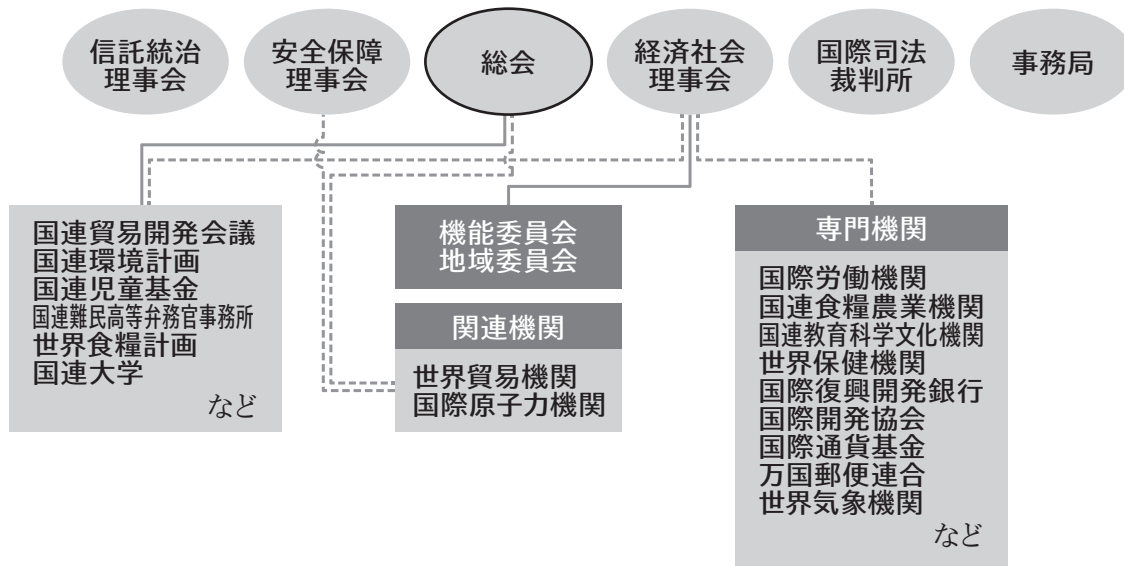 信託統治
理事会
安全保障
理事会
総会
経済社会
理事会
国際司法
裁判所
事務局
国連貿易開発会議
国連環境計画
国連児童基金
国連難民高等弁務官事務所
世界食糧計画
国連大学
など
機能委員会
地域委員会
関連機関
世界貿易機関
国際原子力機関
専門機関
国際労働機関
国連食糧農業機関
国連教育科学文化機関
世界保健機関
国際復興開発銀行
国際開発協会
国際通貨基金
万国郵便連合
世界気象機関
など